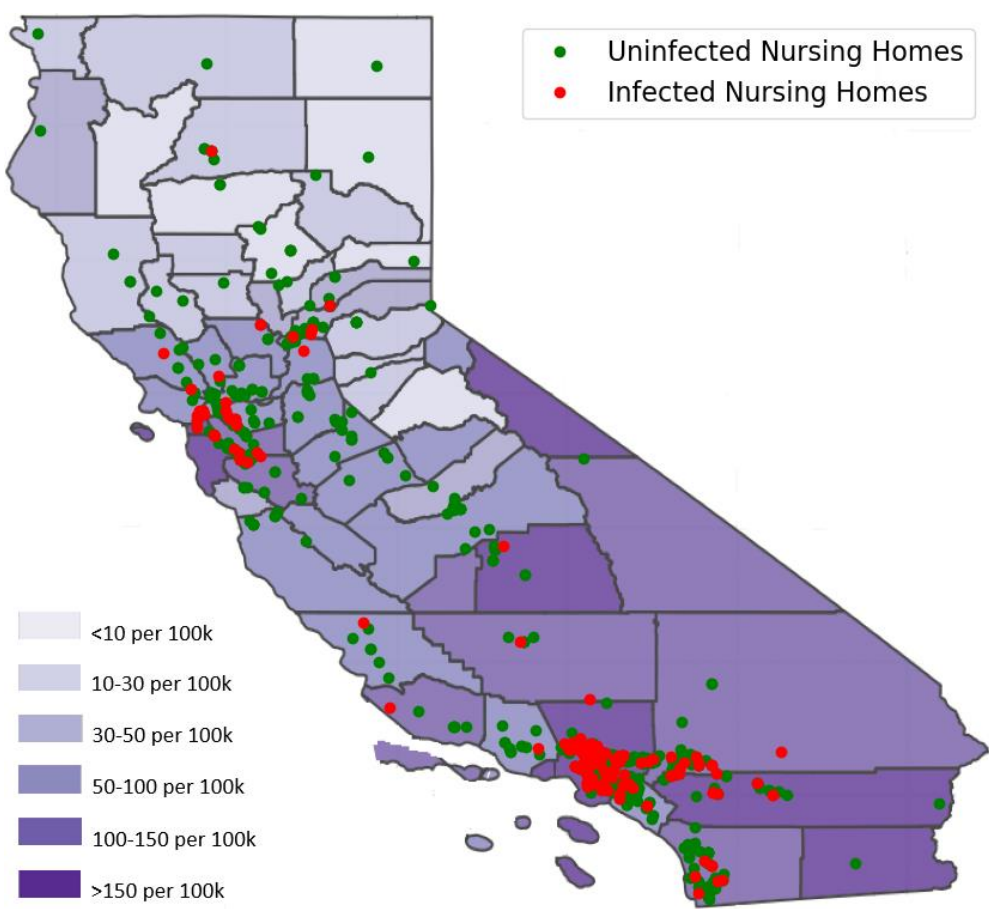 Uninfected Nursing Homes
Infected Nursing Homes
<10 per 100k
10-30 per 100k
30-50 per 100k
50-100 per 100k
100-150 per 100k
>150 per 100k